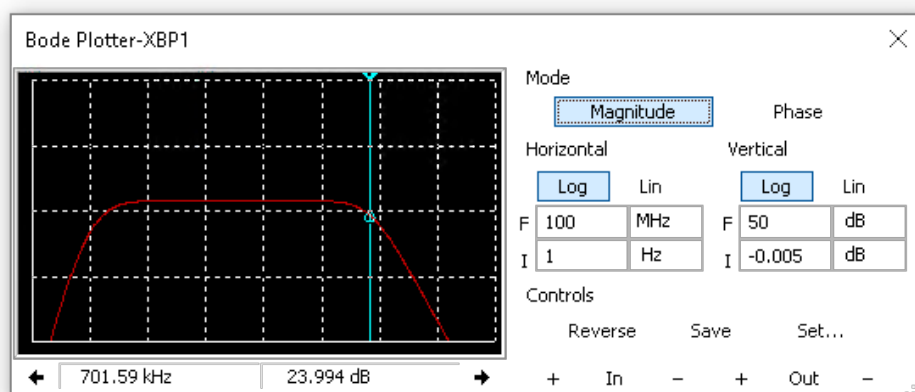 Bode Plotter-XBP1
Mode
Magnitude Phase
Horizontal Vertical
Log Lin Log Lin
F 100 MHz F 50 dB
I 1 Hz I -0.005 dB
Controls
Reverse Save Set...
701.59 kHz 23.994 dB + In - + Out -